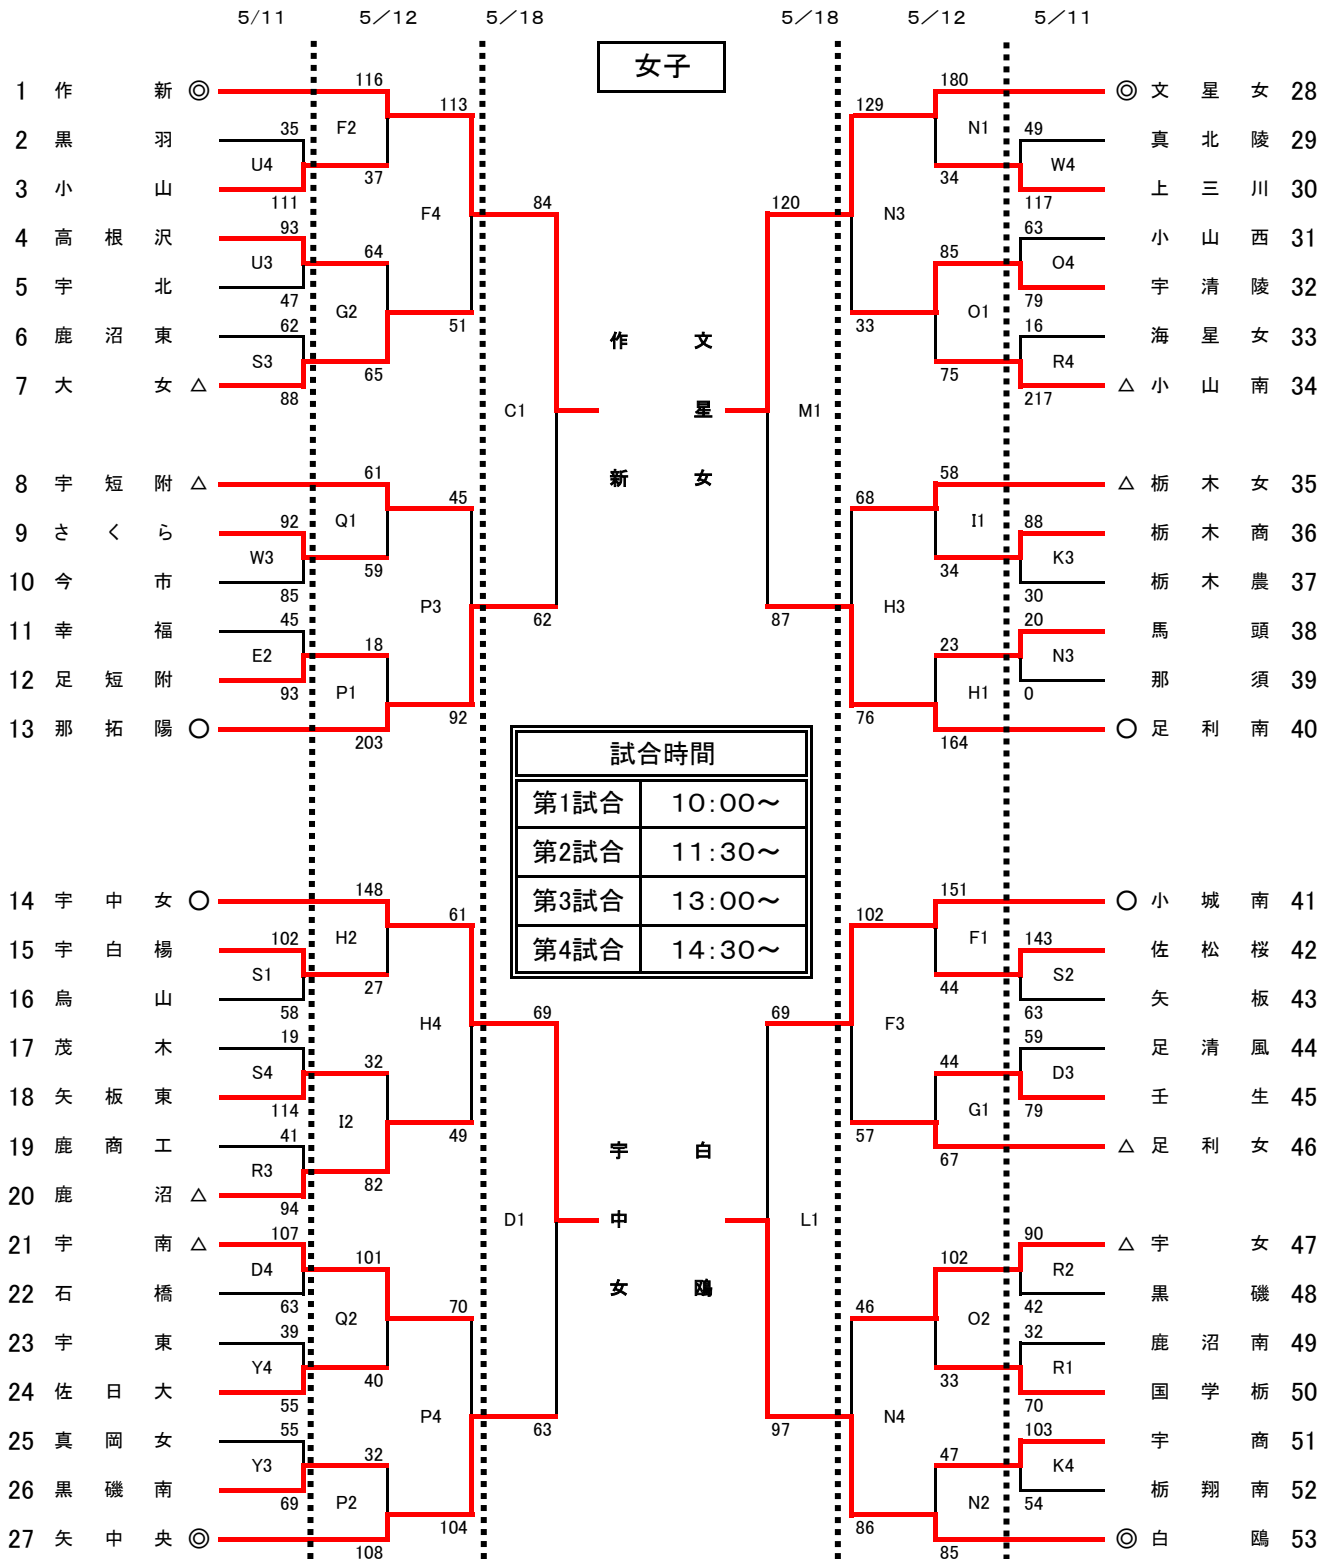 5/11 5／12 5／18 5／18 5／12 5／11
女子
1 作 新 ◎ 116 113 129 180 ◎ 文 星 女 28
2 黒 羽 35 U4 F2 N1 49 W4 真 北 陵 29
3 小 山 111 37 34 117 上 三 川 30
F4 84 120 N3
4 高 根 沢 93 U3 64 85 63 O4 小 山 西 31
5 宇 北 47 G2 O1 79 宇 清 陵 32
6 鹿 沼 東 62 S3 51 33 16 R4 海 星 女 33
7 大 女 △ 88 65 75 217 △ 小 山 南 34
C1 M1
作 新
文 星 女
8 宇 短 附 △ 61 45 68 58 △ 栃 木 女 35
9 さ く ら 92 W3 Q1 I1 88 K3 栃 木 商 36
10 今 市 85 59 34 30 栃 木 農 37
P3 62 87 H3
11 幸 福 45 E2 18 23 20 N3 馬 頭 38
12 足 短 附 93 P1 H1 0 那 須 39
13 那 拓 陽 ○ 203 92 76 164 ○ 足 利 南 40
試合時間
第1試合 10:00～
第2試合 11:30～
第3試合 13:00～
第4試合 14:30～
14 宇 中 女 ○ 148 61 102 151 ○ 小 城 南 41
15 宇 白 楊 102 S1 H2 F1 143 S2 佐 松 桜 42
16 烏 山 58 27 44 63 矢 板 43
H4 69 69 F3
17 茂 木 19 S4 32 44 59 D3 足 清 風 44
18 矢 板 東 114 I2 G1 79 壬 生 45
19 鹿 商 工 41 R3 49 57 67 △ 足 利 女 46
20 鹿 沼 △ 94 82
D1 L1
宇 中 女
白 鴎
21 宇 南 △ 107 D4 101 102 90 R2 △ 宇 女 47
22 石 橋 63 Q2 70 46 O2 42 黒 磯 48
23 宇 東 39 Y4 32 R1 鹿 沼 南 49
24 佐 日 大 55 40 33 70 国 学 栃 50
P4 63 97 N4
25 真 岡 女 55 Y3 32 47 103 K4 宇 商 51
26 黒 磯 南 69 P2 N2 54 栃 翔 南 52
27 矢 中 央 ◎ 108 104 86 85 ◎ 白 鴎 53